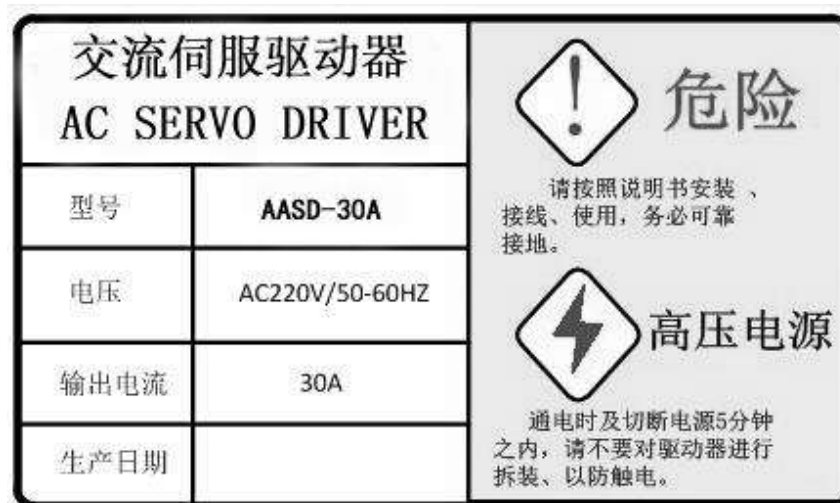 交流伺服驱动器
AC SERVO DRIVER
型号 AASD-30A
电压 AC220V/50-60HZ
输出电流 30A
生产日期
危险
请按照说明书安装 、
接线、使用，务必可靠
接地。
高压电源
通电时及切断电源5分钟
之内，请不要对驱动器进行
拆装、以防触电。